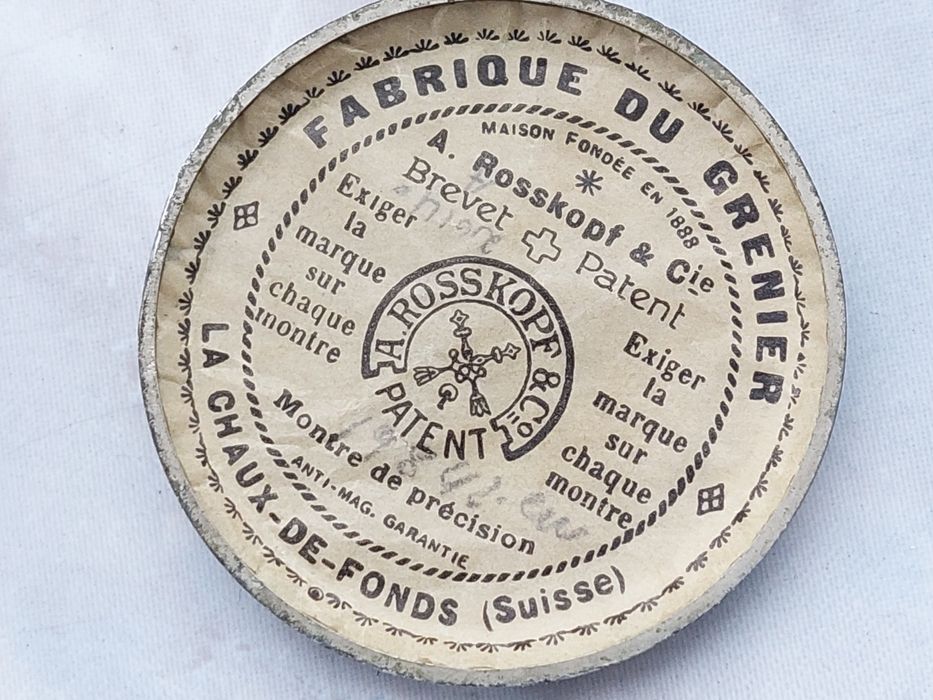 FABRIQUE DU GRENIER
MAISON FONDÉE EN 1888
A. Rosskopf & Cie
Brevet Patent
Exiger
la
marque
sur
chaque
montre
A. ROSSKOPF & Co
PATENT
Exiger
la
marque
sur
chaque
montre
Montre de précision
ANTI-MAG. GARANTIE
LA CHAUX-DE-FONDS (Suisse)